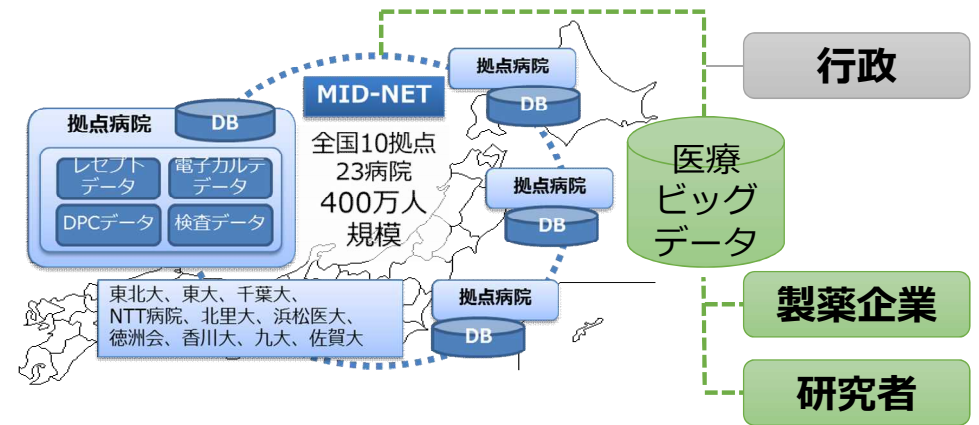 拠点病院
DB
レセプト
データ
電子カルテ
データ
DPCデータ
検査データ
MID-NET
全国10拠点
23病院
400万人
規模
拠点病院
DB
拠点病院
DB
拠点病院
DB
東北大、東大、千葉大、
NTT病院、北里大、浜松医大、
徳洲会、香川大、九大、佐賀大
行政
医療
ビッグ
データ
製薬企業
研究者